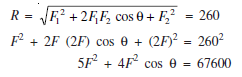 R = √(F₁² + 2F₁F₂ cos θ + F₂²) = 260
F² + 2F (2F) cos θ + (2F)² = 260²
5F² + 4F² cos θ = 67600